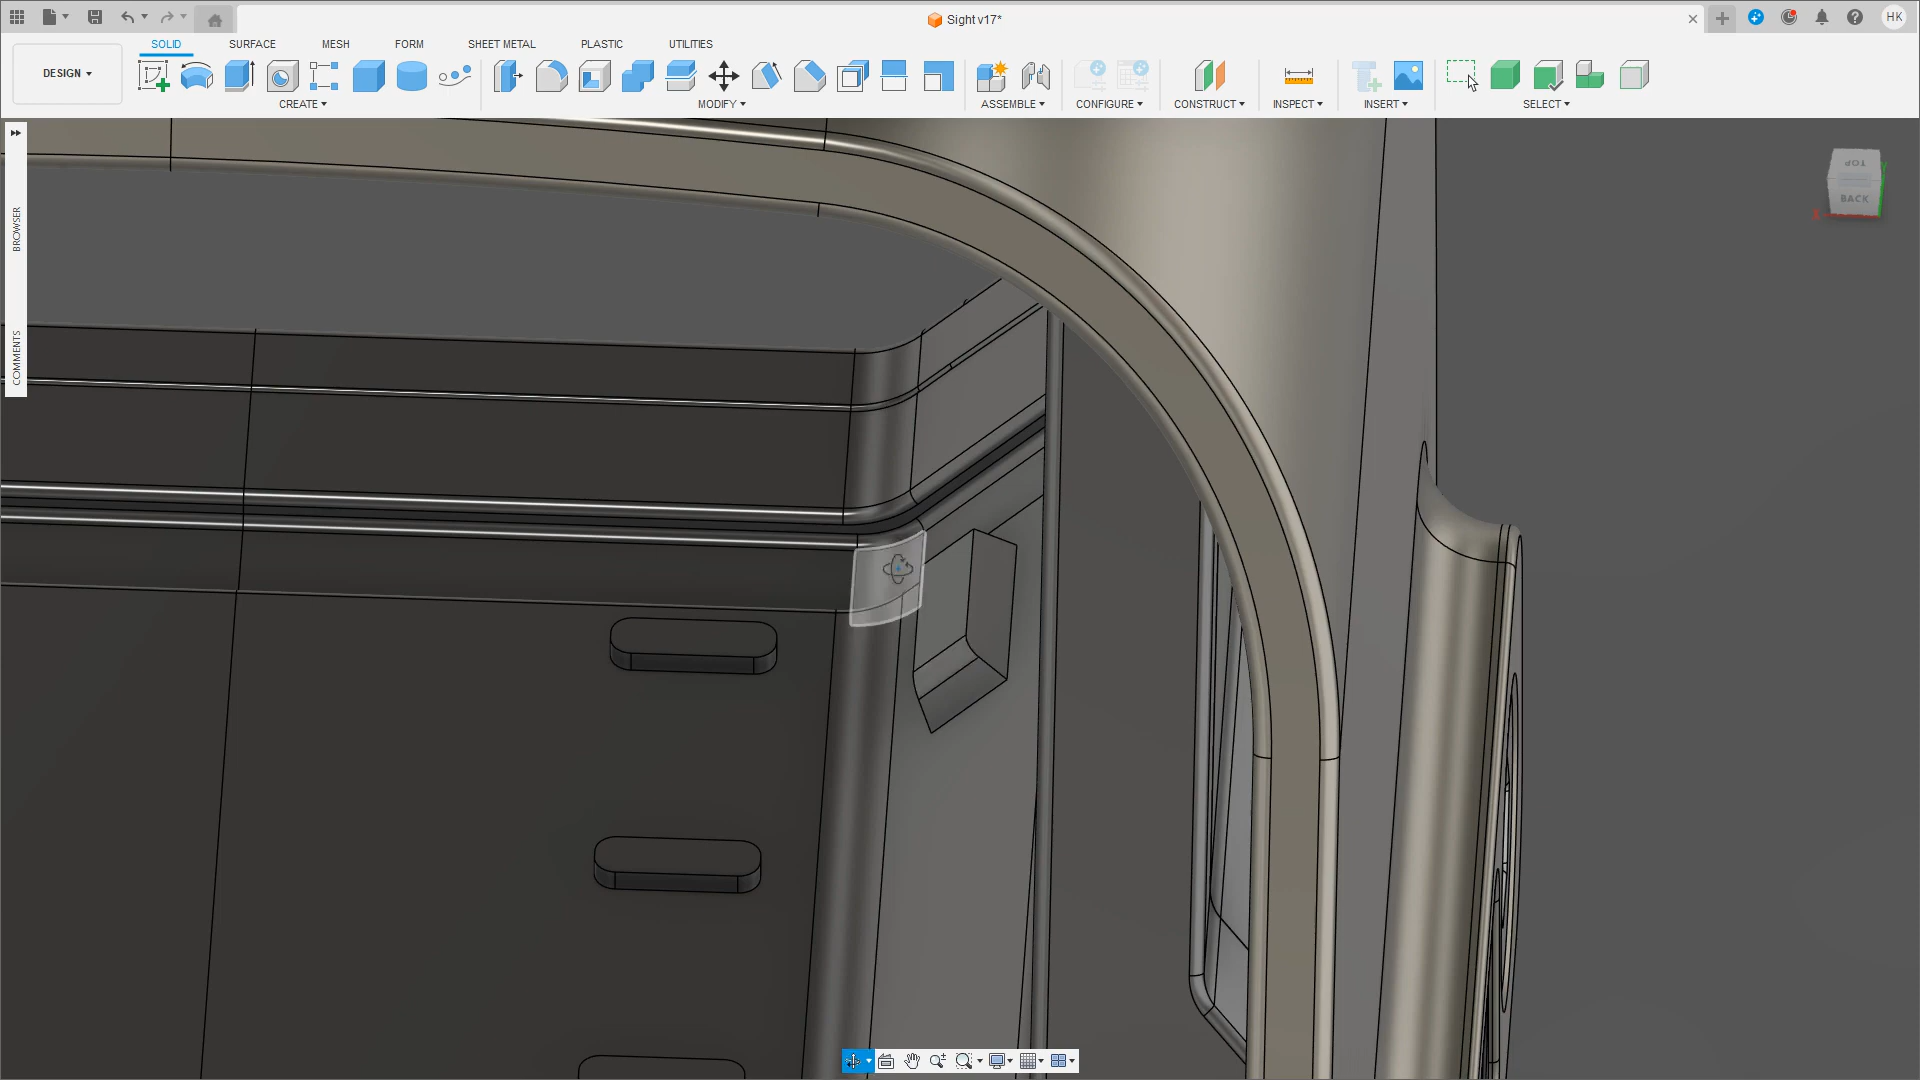 Sight v17*
HK
DESIGN
SOLID
SURFACE
MESH
FORM
SHEET METAL
PLASTIC
UTILITIES
CREATE
MODIFY
ASSEMBLE
CONFIGURE
CONSTRUCT
INSPECT
INSERT
SELECT
BROWSER
COMMENTS
TOP
BACK